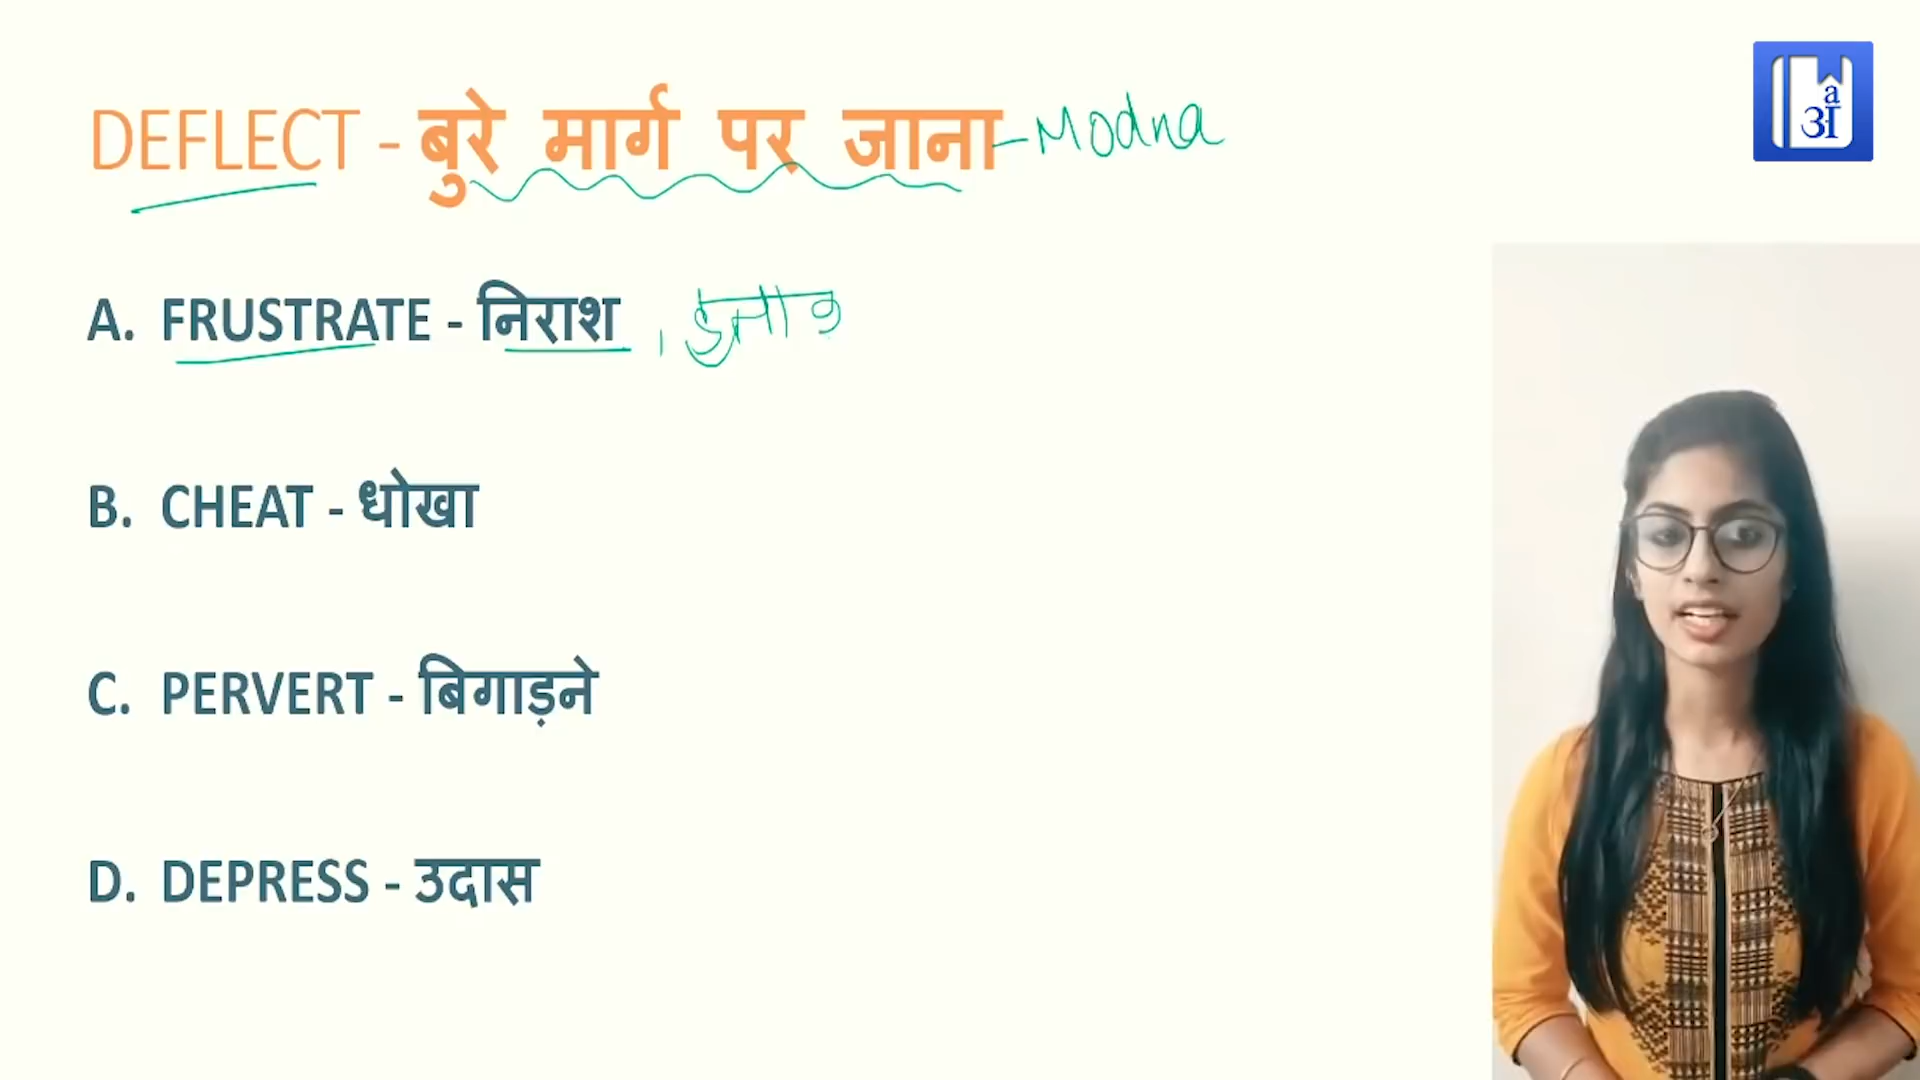 DEFLECT - बुरे मार्ग पर जाना - Modna
A. FRUSTRATE - निराश ,
B. CHEAT - धोखा
C. PERVERT - बिगाड़ने
D. DEPRESS - उदास
a
अ